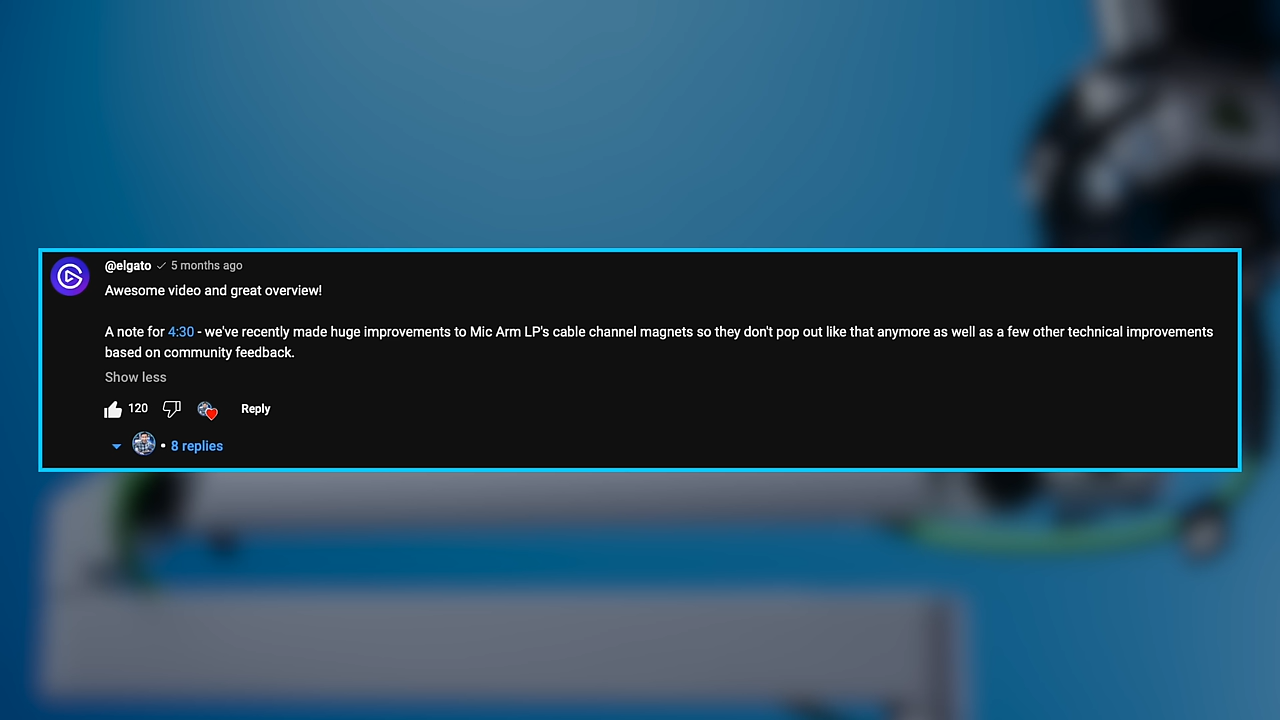 @elgato 5 months ago
Awesome video and great overview!
A note for 4:30 - we've recently made huge improvements to Mic Arm LP's cable channel magnets so they don't pop out like that anymore as well as a few other technical improvements
based on community feedback.
Show less
120 Reply
• 8 replies